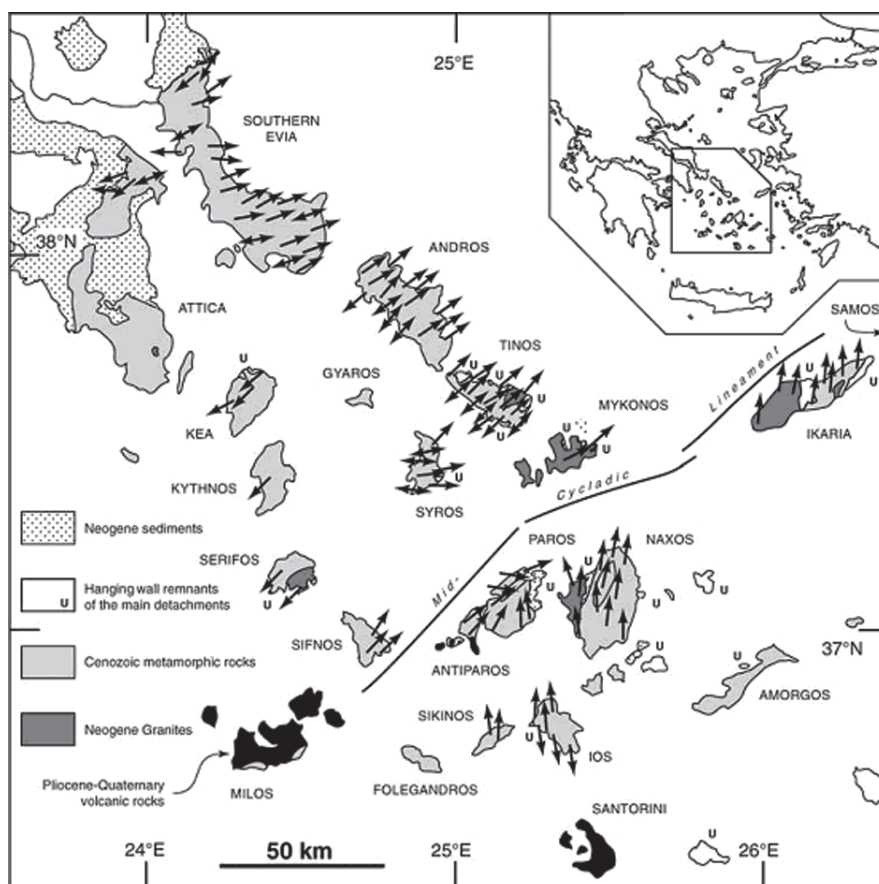 25°E
SOUTHERN
EVIA
38°N
ANDROS
ATTICA
SAMOS
TINOS
U
U
U
GYAROS
Lineament
MYKONOS
U
U
U
U
KEA
IKARIA
U
KYTHNOS
SYROS
U
Cycladic
Neogene sediments
PAROS
NAXOS
SERIFOS
Hanging wall remnants
of the main detachments
U
U
Mid-
U
U
U
U
SIFNOS
37°N
Cenozoic metamorphic rocks
ANTIPAROS
U
U
AMORGOS
SIKINOS
Neogene Granites
U
IOS
Pliocene-Quaternary
volcanic rocks
MILOS
FOLEGANDROS
SANTORINI
U
24°E
50 km
25°E
26°E